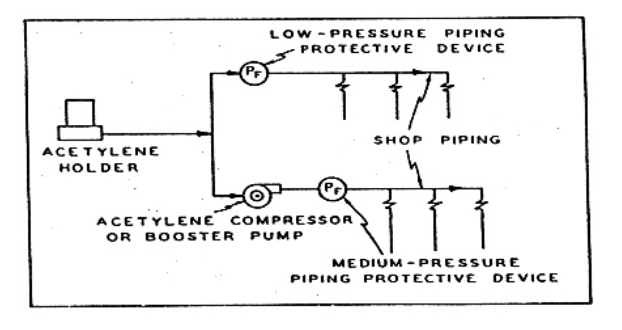 LOW-PRESSURE PIPING
PROTECTIVE DEVICE
PF
ACETYLENE
HOLDER
SHOP PIPING
PF
ACETYLENE COMPRESSOR
OR BOOSTER PUMP
MEDIUM-PRESSURE
PIPING PROTECTIVE DEVICE